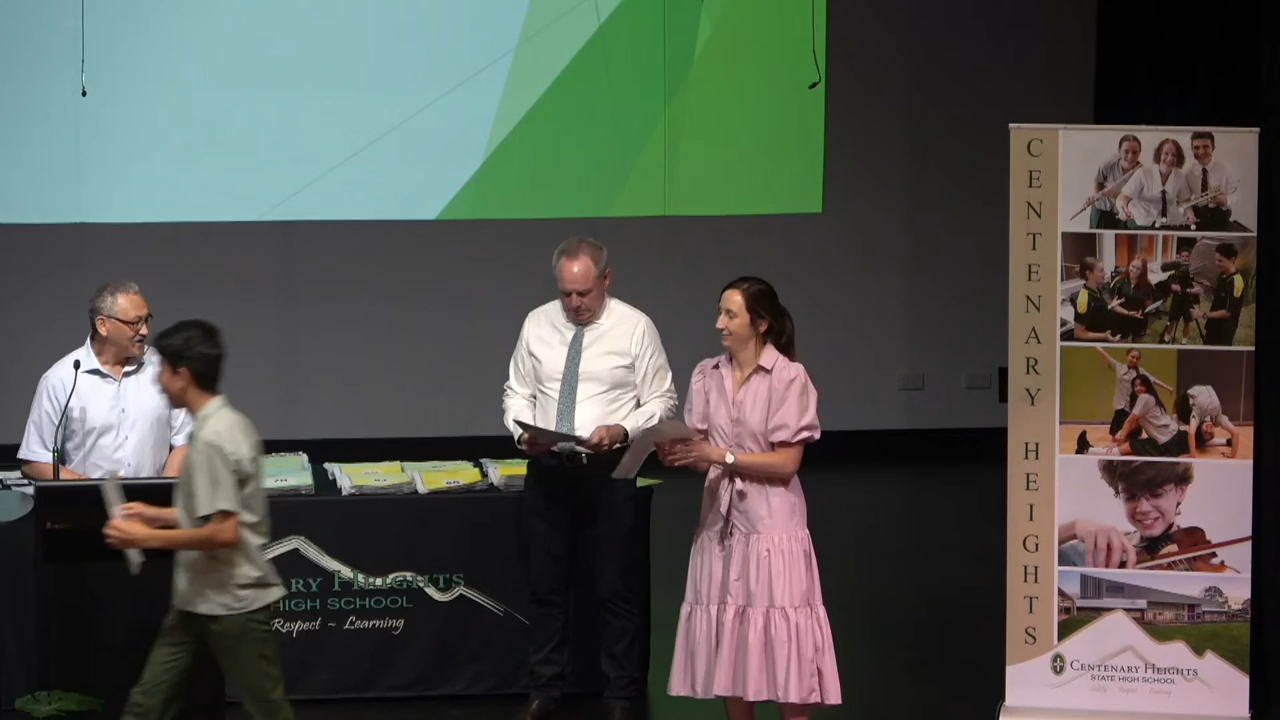 CENTENARY HEIGHTS
ARY HEIGHTS
HIGH SCHOOL
Respect ~ Learning
CENTENARY HEIGHTS
STATE HIGH SCHOOL